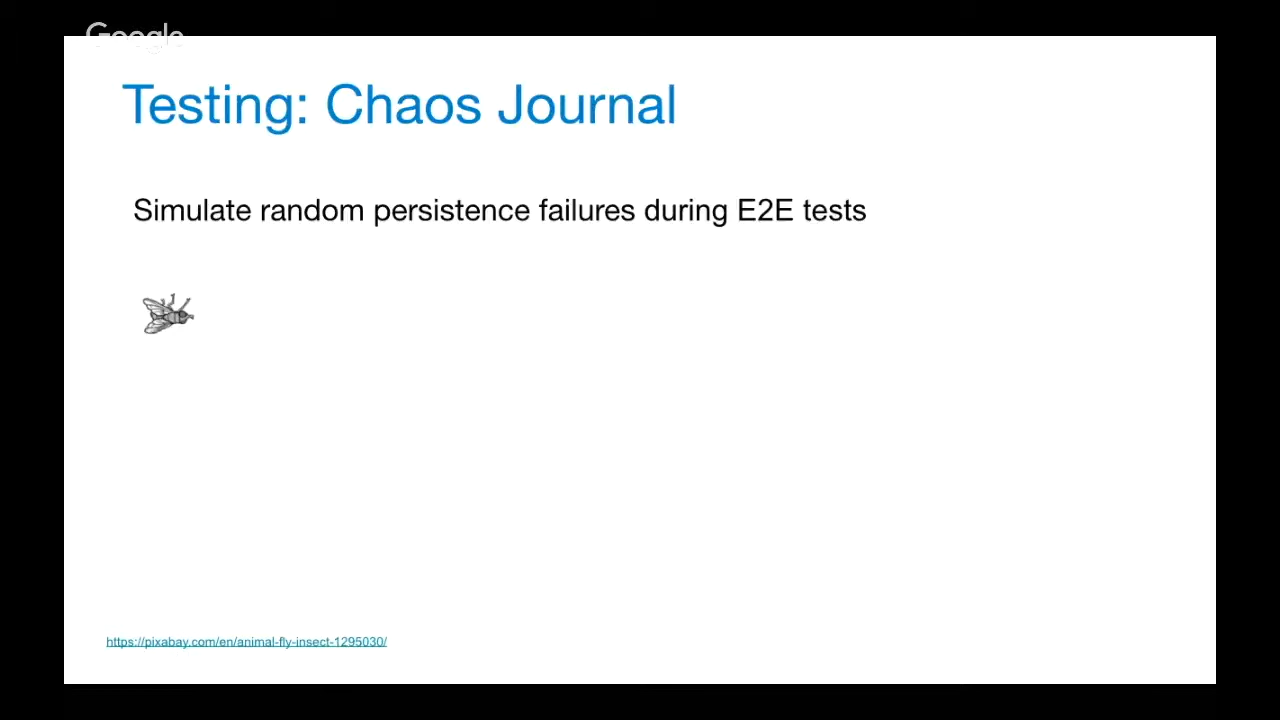 Google
Testing: Chaos Journal
Simulate random persistence failures during E2E tests
https://pixabay.com/en/animal-fly-insect-1295030/